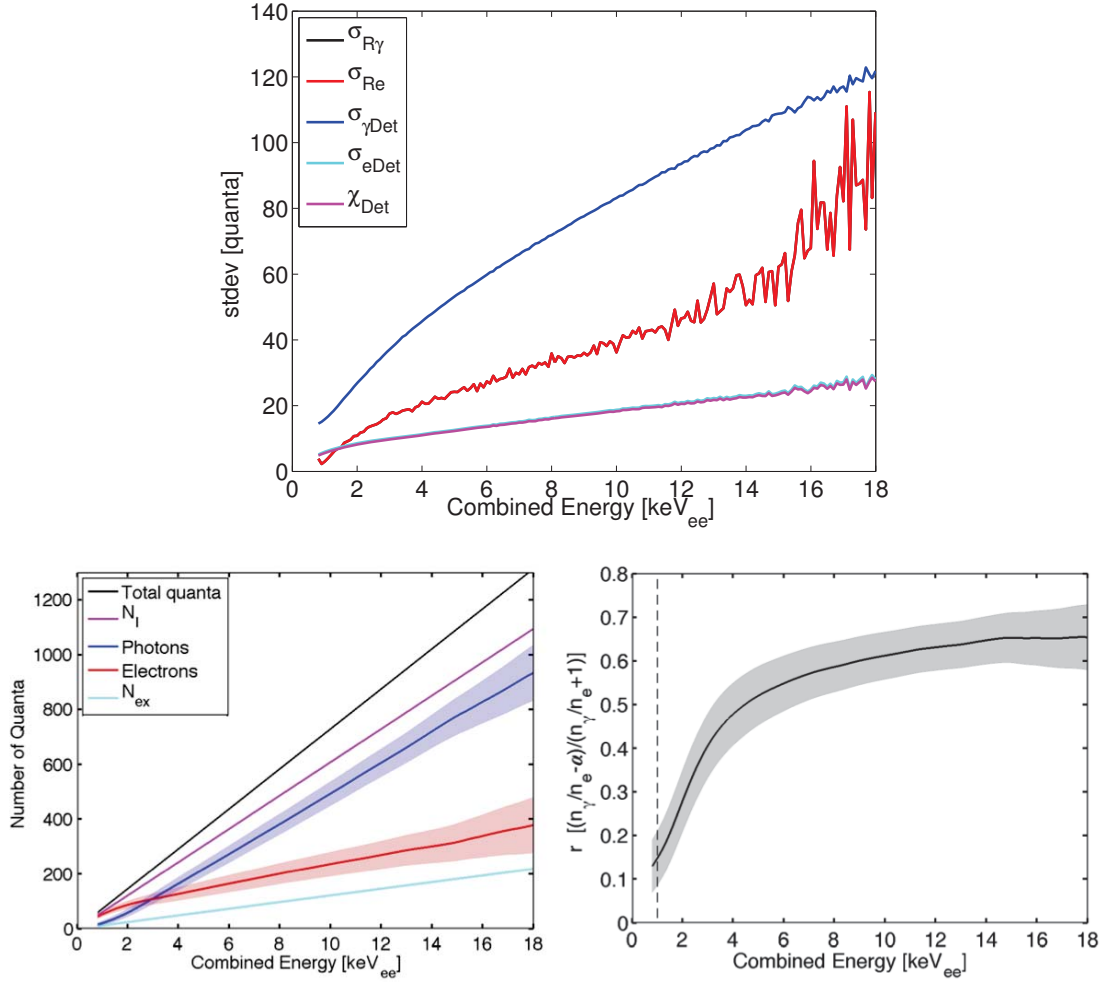 140
120
100
80
60
40
20
0
stdev [quanta]
σRγ
σRe
σγDet
σeDet
χDet
0 2 4 6 8 10 12 14 16 18
Combined Energy [keVee]
1200
1000
800
600
400
200
0
Number of Quanta
Total quanta
NI
Photons
Electrons
Nex
0 2 4 6 8 10 12 14 16 18
Combined Energy [keVee]
0.8
0.7
0.6
0.5
0.4
0.3
0.2
0.1
0
r [(nγ/ne-α)/(nγ/ne+1)]
0 2 4 6 8 10 12 14 16 18
Combined Energy [keVee]